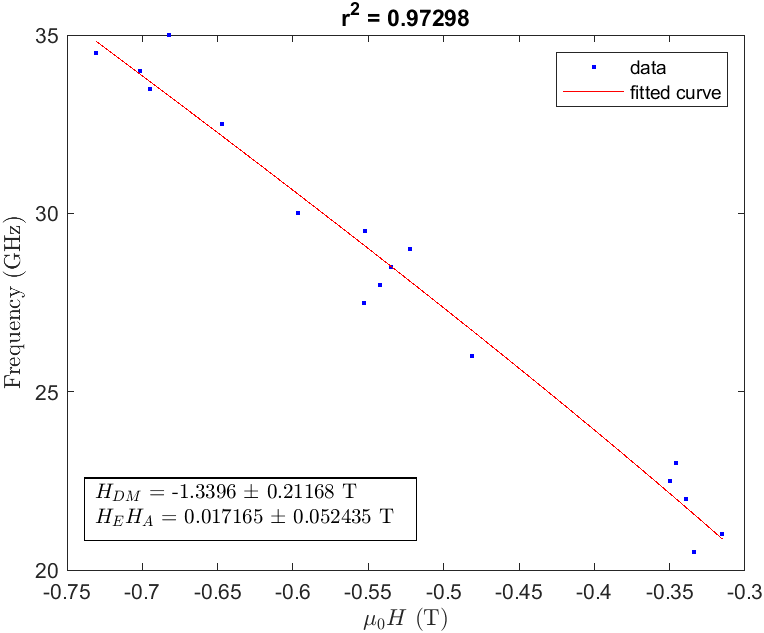 r² = 0.97298
data
fitted curve
Frequency (GHz)
35
30
25
20
H_DM = -1.3396 ± 0.21168 T
H_EH_A = 0.017165 ± 0.052435 T
-0.75 -0.7 -0.65 -0.6 -0.55 -0.5 -0.45 -0.4 -0.35 -0.3
μ₀H (T)